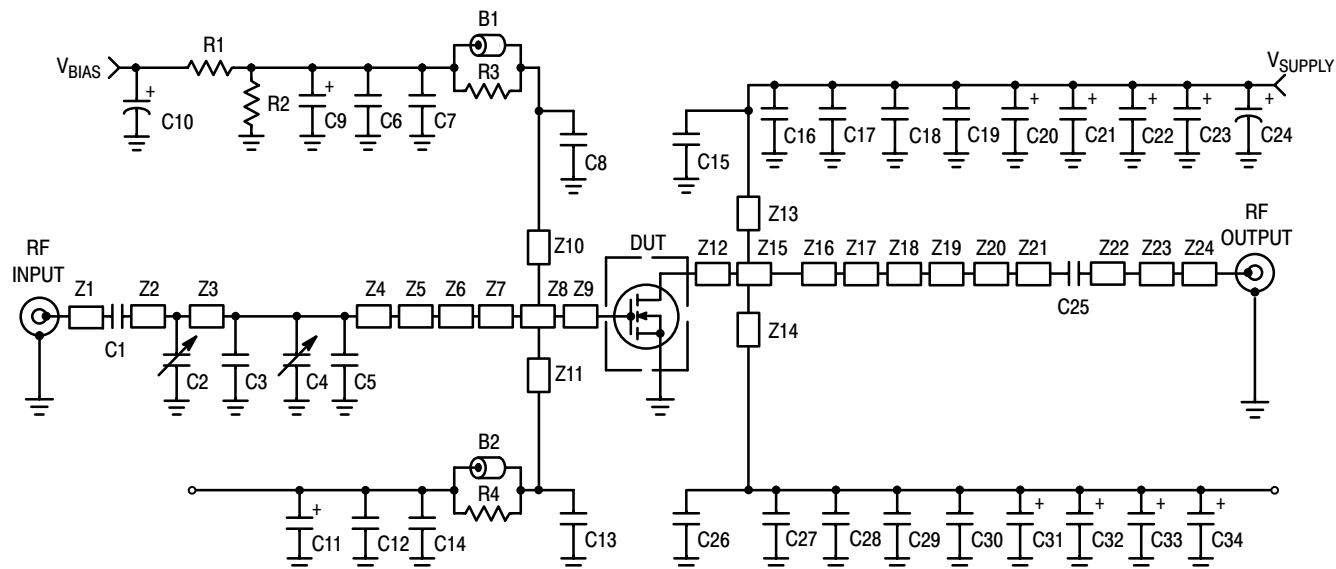 B1
R1
VBIAS
R3
VSUPPLY
+
R2
+
C10
C9
C6
C7
C8
C15
C16
C17
C18
C19
+
C20
+
C21
+
C22
+
C23
+
C24
Z13
RF
INPUT
Z10
DUT
Z12
Z15
Z16
Z17
Z18
Z19
Z20
Z21
Z22
Z23
Z24
RF
OUTPUT
Z1
Z2
Z3
Z4
Z5
Z6
Z7
Z8
Z9
C25
C1
C2
C3
C4
C5
Z11
Z14
B2
R4
+
C11
C12
C14
C13
C26
C27
C28
C29
C30
+
C31
+
C32
+
C33
+
C34